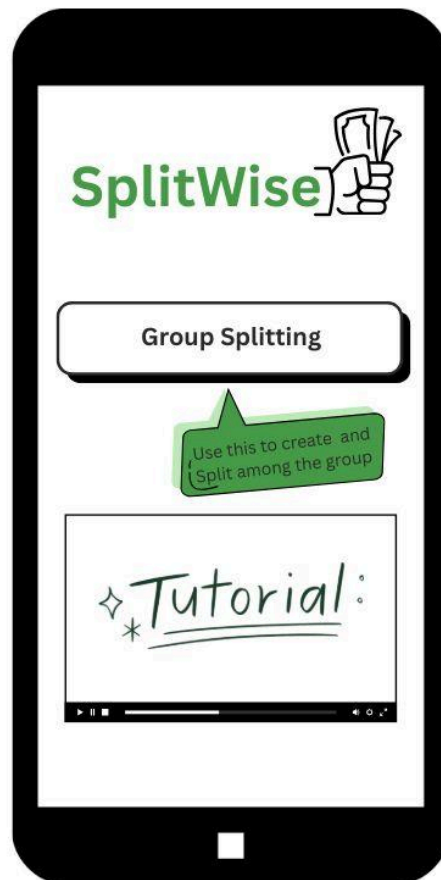 SplitWise
Group Splitting
Use this to create and
Split among the group
Tutorial: